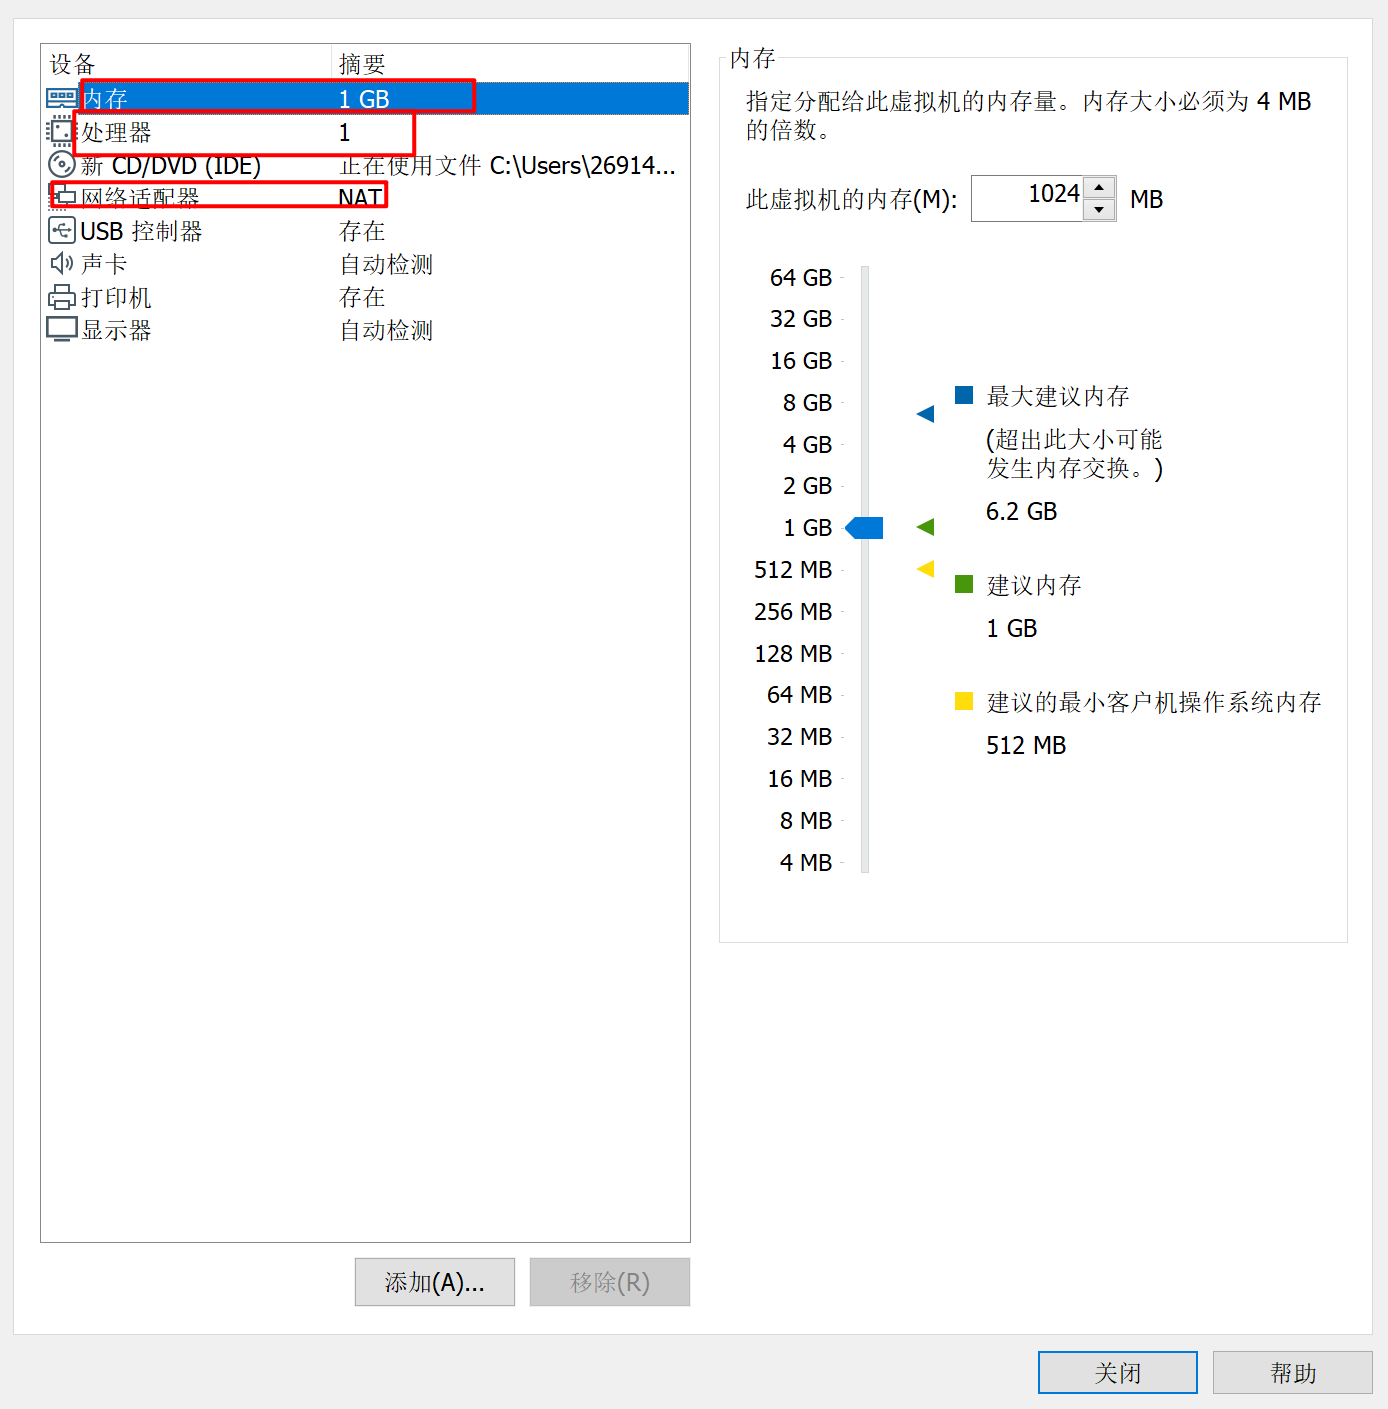 设备 摘要
内存 1 GB
处理器 1
新 CD/DVD (IDE) 正在使用文件 C:\Users\26914...
网络适配器 NAT
USB 控制器 存在
声卡 自动检测
打印机 存在
显示器 自动检测
添加(A)... 移除(R)
内存
指定分配给此虚拟机的内存量。内存大小必须为 4 MB
的倍数。
此虚拟机的内存(M): 1024 MB
64 GB
32 GB
16 GB
8 GB
4 GB
2 GB
1 GB
512 MB
256 MB
128 MB
64 MB
32 MB
16 MB
8 MB
4 MB
最大建议内存
(超出此大小可能
发生内存交换。)
6.2 GB
建议内存
1 GB
建议的最小客户机操作系统内存
512 MB
关闭 帮助